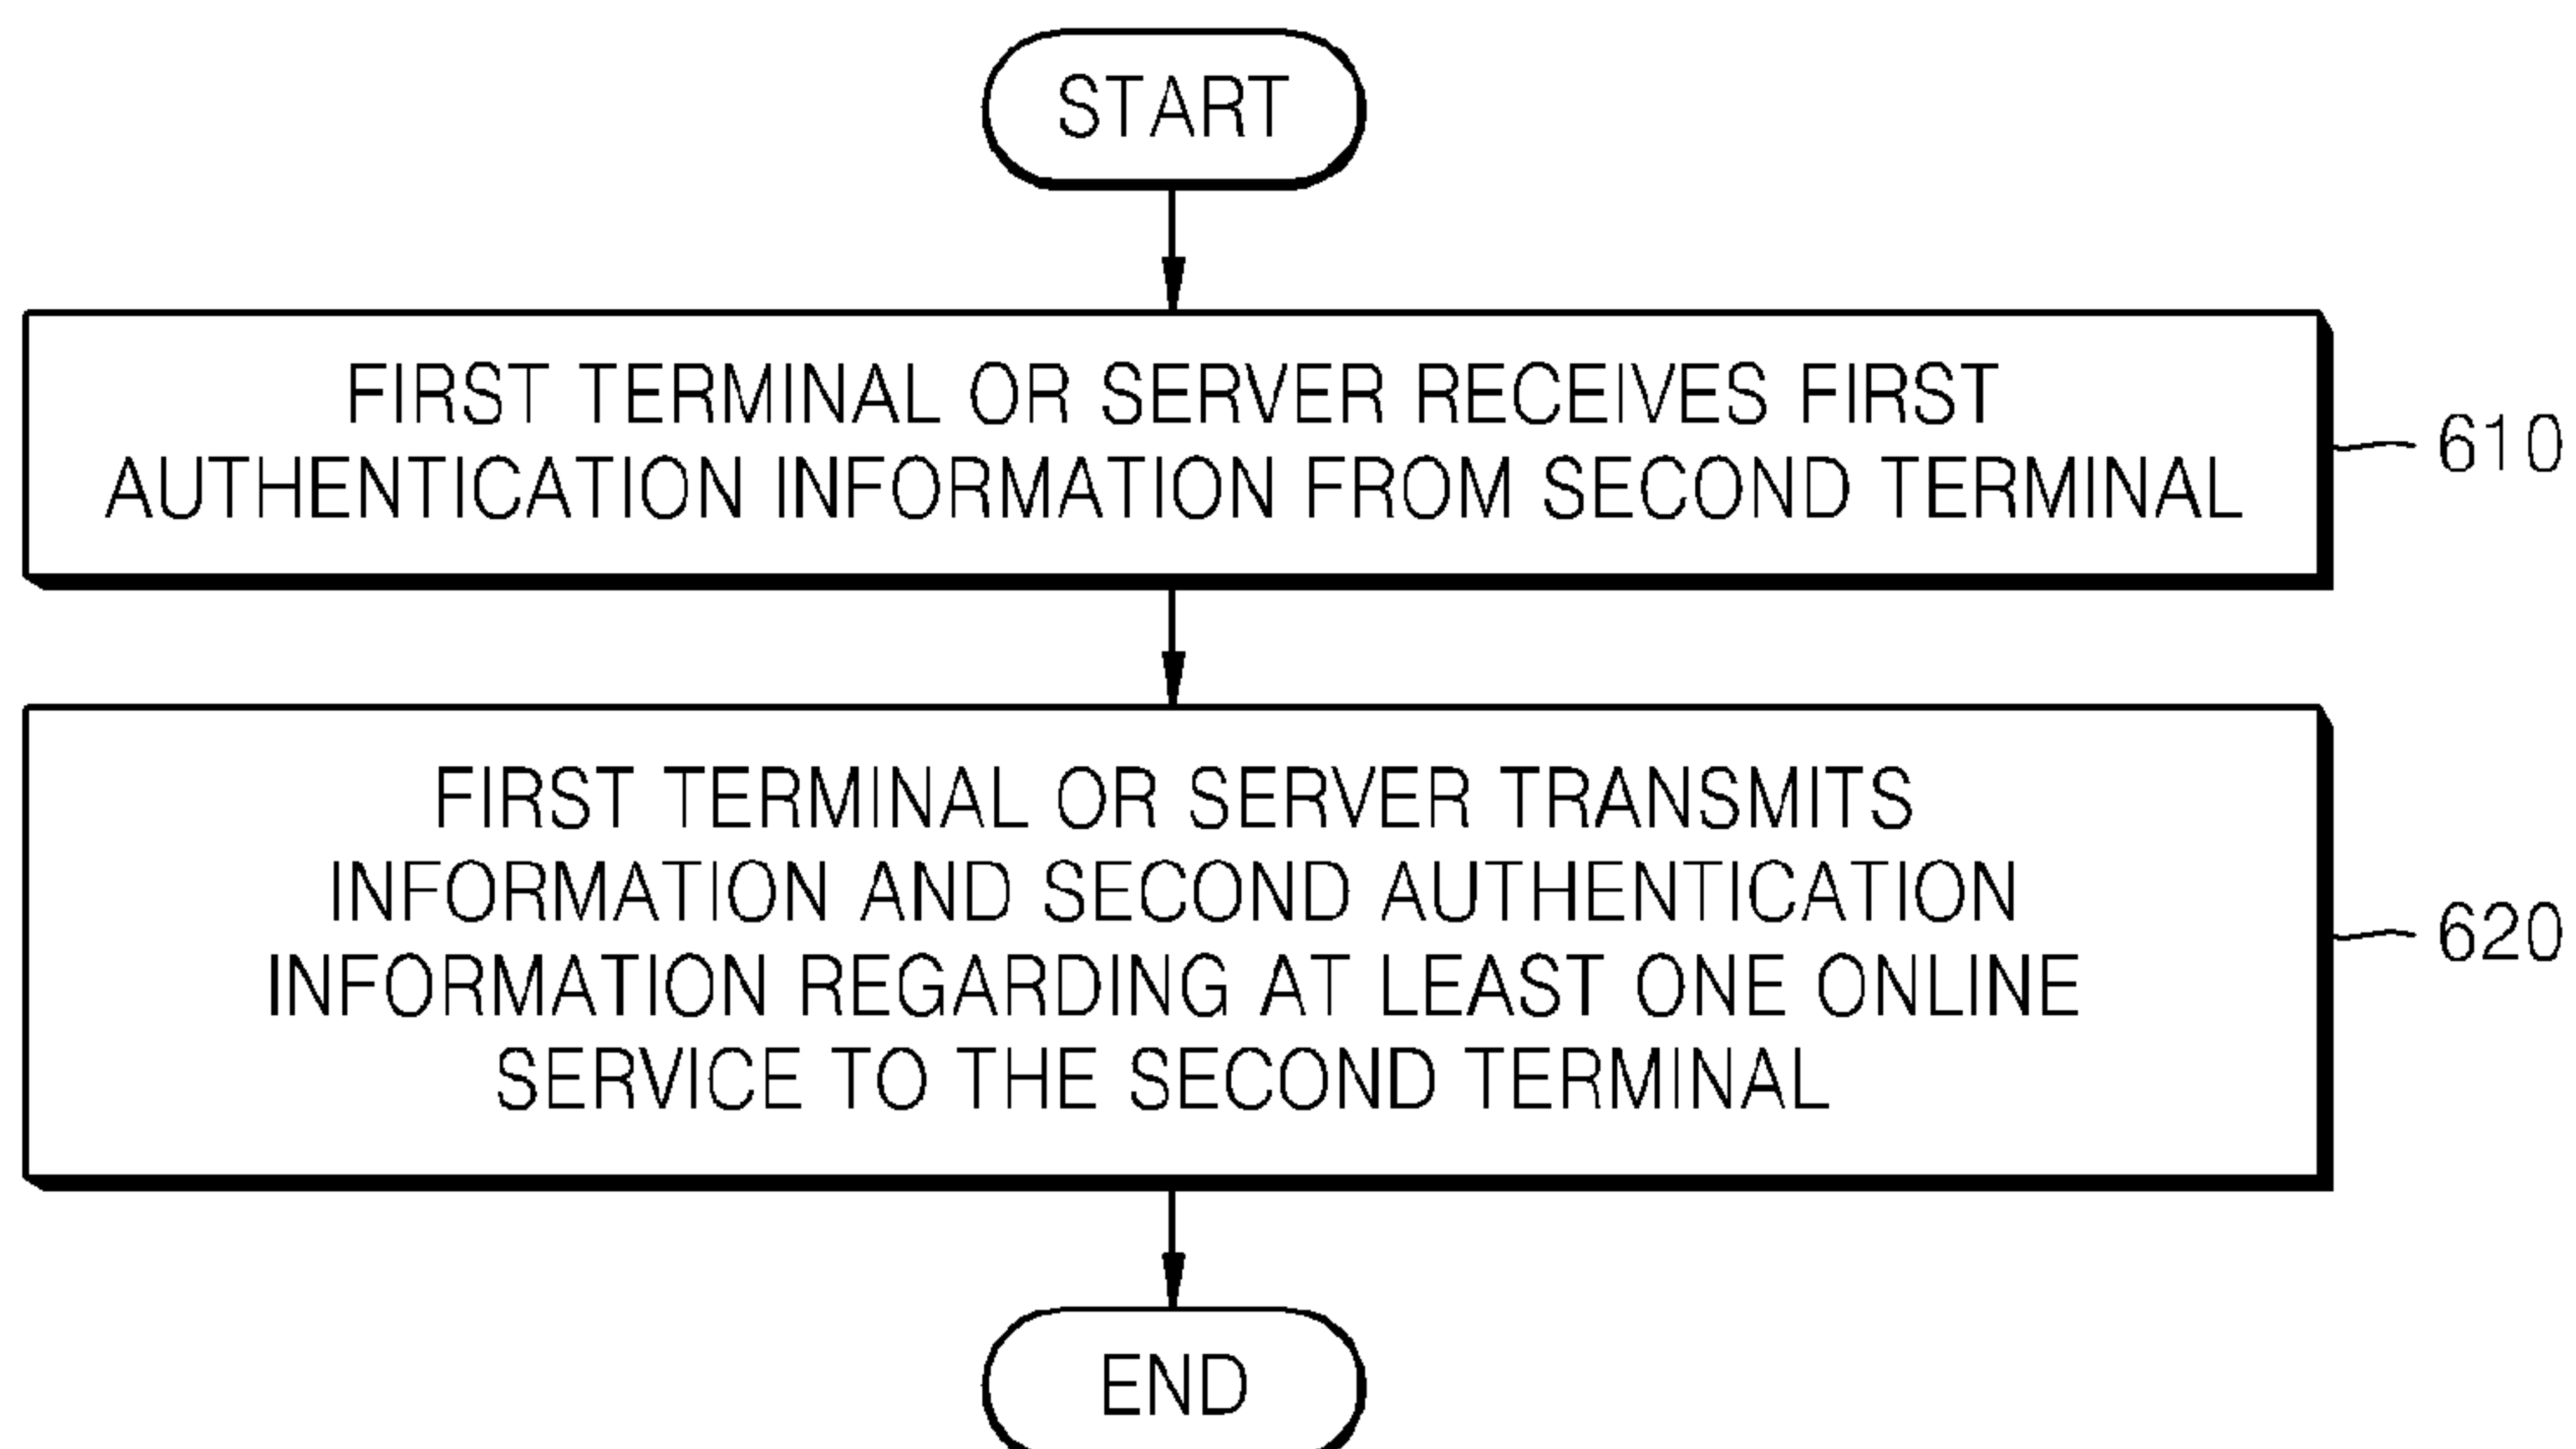 START
FIRST TERMINAL OR SERVER RECEIVES FIRST
AUTHENTICATION INFORMATION FROM SECOND TERMINAL
610
FIRST TERMINAL OR SERVER TRANSMITS
INFORMATION AND SECOND AUTHENTICATION
INFORMATION REGARDING AT LEAST ONE ONLINE
SERVICE TO THE SECOND TERMINAL
620
END